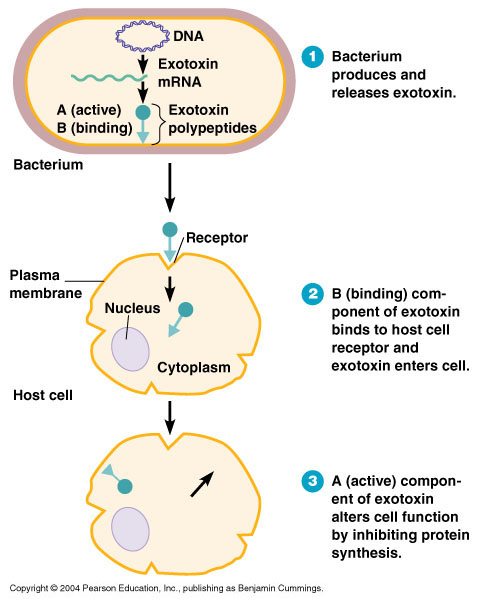 DNA
Exotoxin
mRNA
A (active)
B (binding)
Exotoxin
polypeptides
Bacterium
1 Bacterium
produces and
releases exotoxin.
Receptor
Plasma
membrane
Nucleus
Cytoplasm
Host cell
2 B (binding) com-
ponent of exotoxin
binds to host cell
receptor and
exotoxin enters cell.
3 A (active) compon-
ent of exotoxin
alters cell function
by inhibiting protein
synthesis.
Copyright © 2004 Pearson Education, Inc., publishing as Benjamin Cummings.